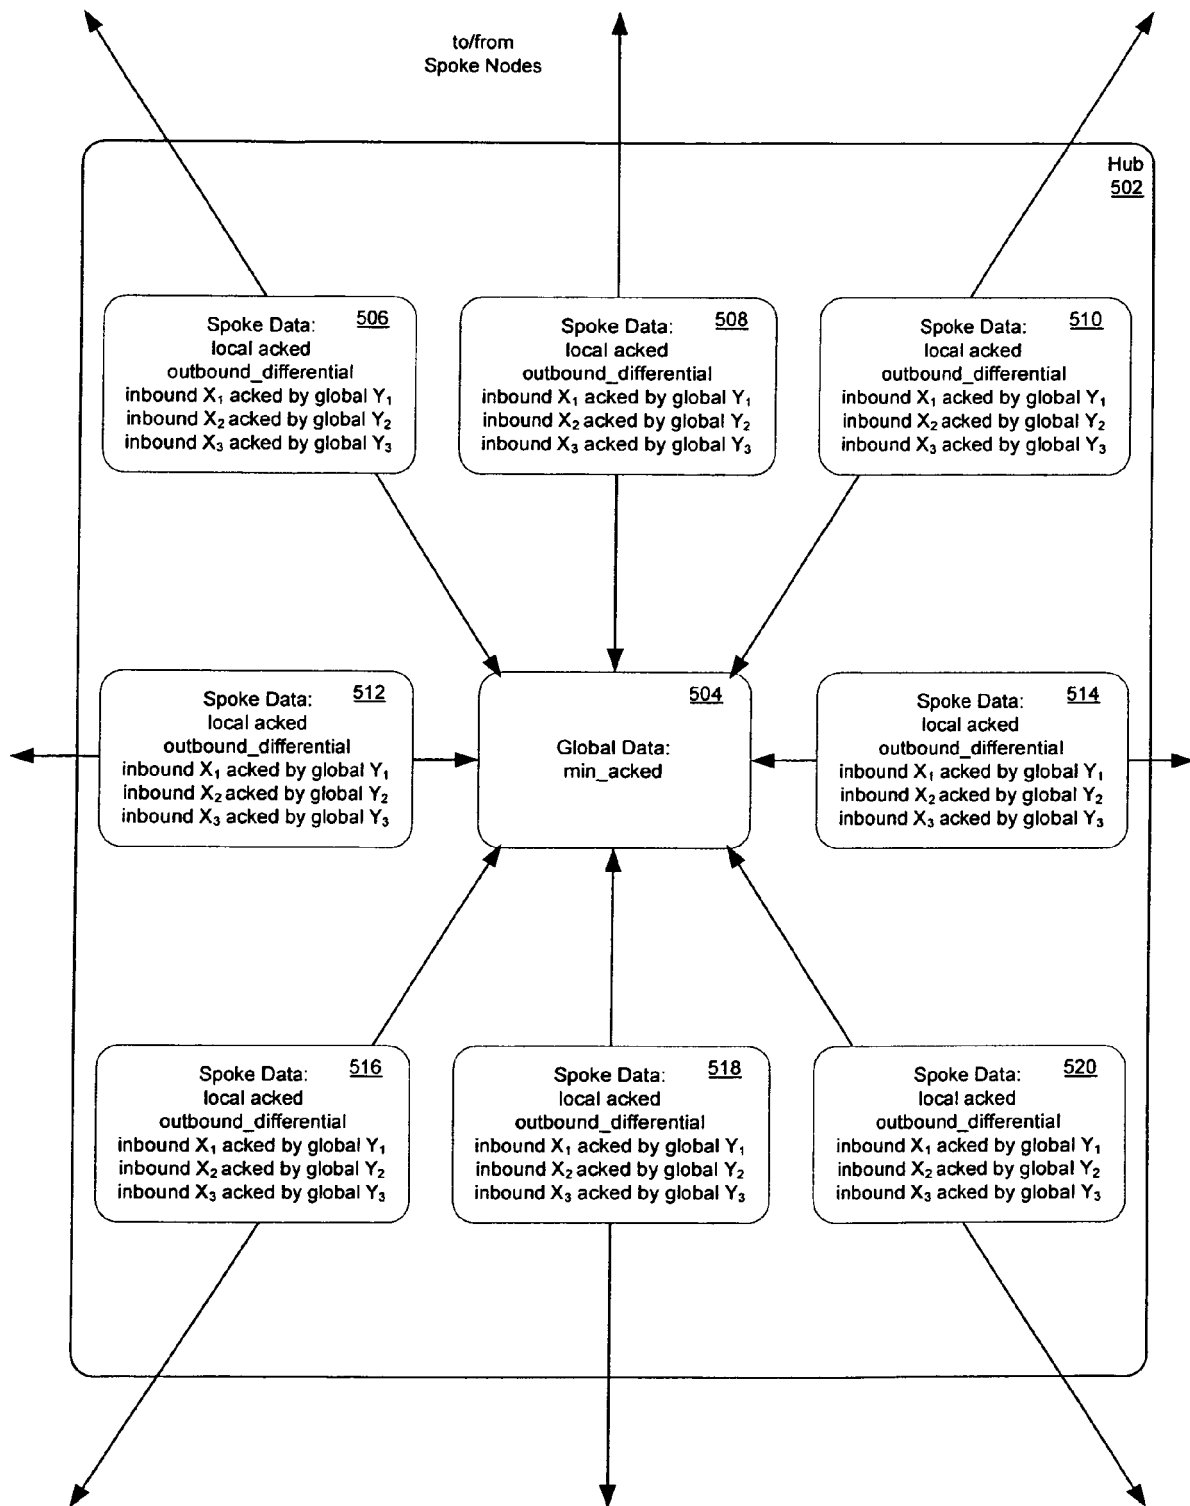 to/from
Spoke Nodes
Hub
502
Spoke Data: 506
local acked
outbound_differential
inbound X₁ acked by global Y₁
inbound X₂ acked by global Y₂
inbound X₃ acked by global Y₃
Spoke Data: 508
local acked
outbound_differential
inbound X₁ acked by global Y₁
inbound X₂ acked by global Y₂
inbound X₃ acked by global Y₃
Spoke Data: 510
local acked
outbound_differential
inbound X₁ acked by global Y₁
inbound X₂ acked by global Y₂
inbound X₃ acked by global Y₃
Spoke Data: 512
local acked
outbound_differential
inbound X₁ acked by global Y₁
inbound X₂ acked by global Y₂
inbound X₃ acked by global Y₃
504
Global Data:
min_acked
Spoke Data: 514
local acked
outbound_differential
inbound X₁ acked by global Y₁
inbound X₂ acked by global Y₂
inbound X₃ acked by global Y₃
Spoke Data: 516
local acked
outbound_differential
inbound X₁ acked by global Y₁
inbound X₂ acked by global Y₂
inbound X₃ acked by global Y₃
Spoke Data: 518
local acked
outbound_differential
inbound X₁ acked by global Y₁
inbound X₂ acked by global Y₂
inbound X₃ acked by global Y₃
Spoke Data: 520
local acked
outbound_differential
inbound X₁ acked by global Y₁
inbound X₂ acked by global Y₂
inbound X₃ acked by global Y₃